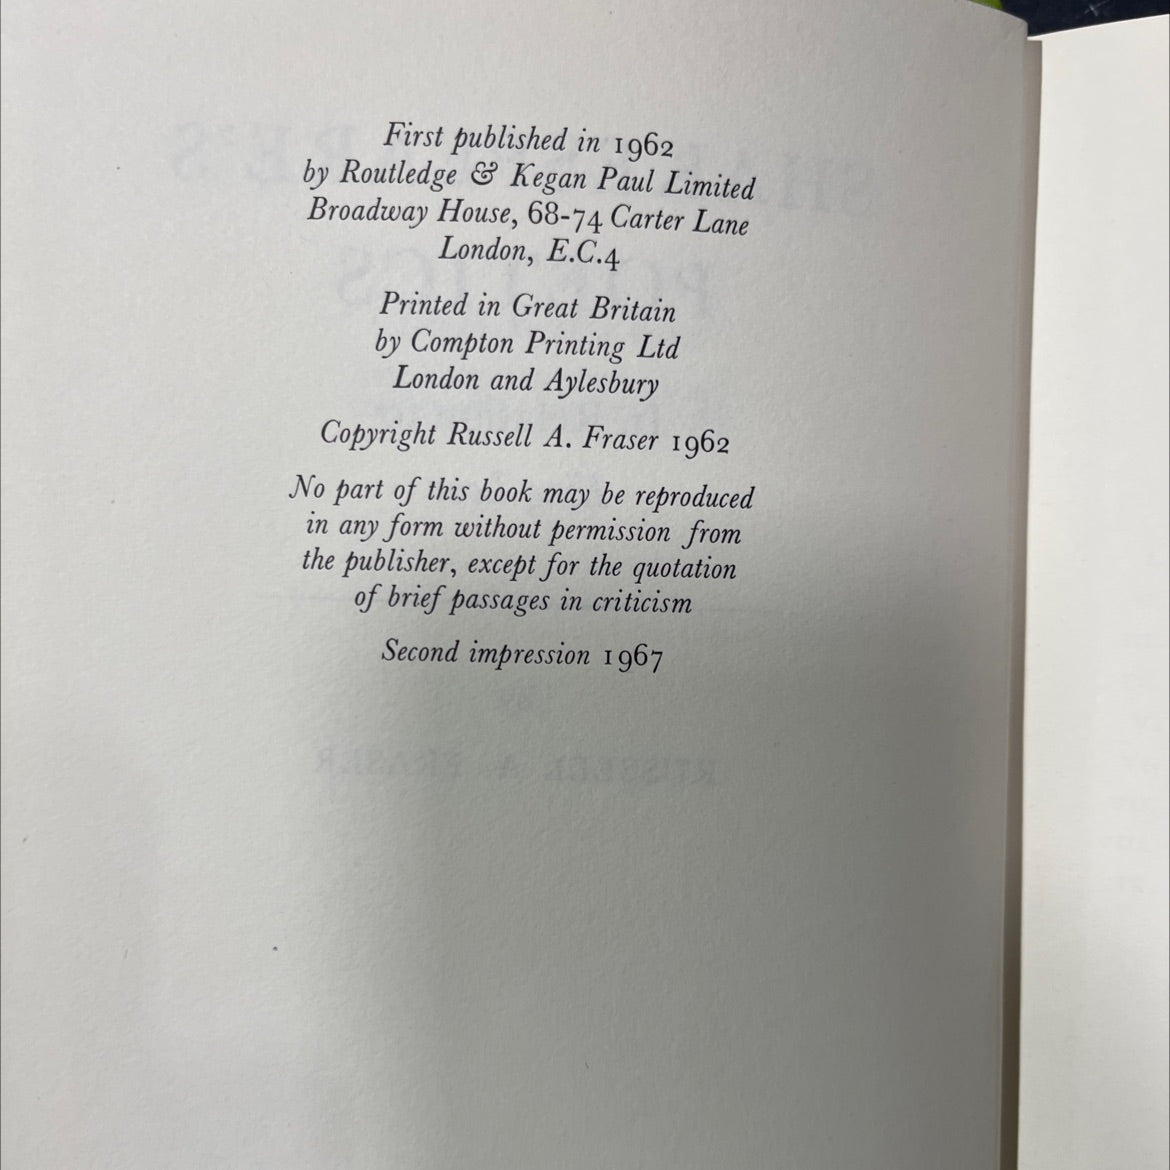 First published in 1962
by Routledge & Kegan Paul Limited
Broadway House, 68-74 Carter Lane
London, E.C.4
Printed in Great Britain
by Compton Printing Ltd
London and Aylesbury
Copyright Russell A. Fraser 1962
No part of this book may be reproduced
in any form without permission from
the publisher, except for the quotation
of brief passages in criticism
Second impression 1967